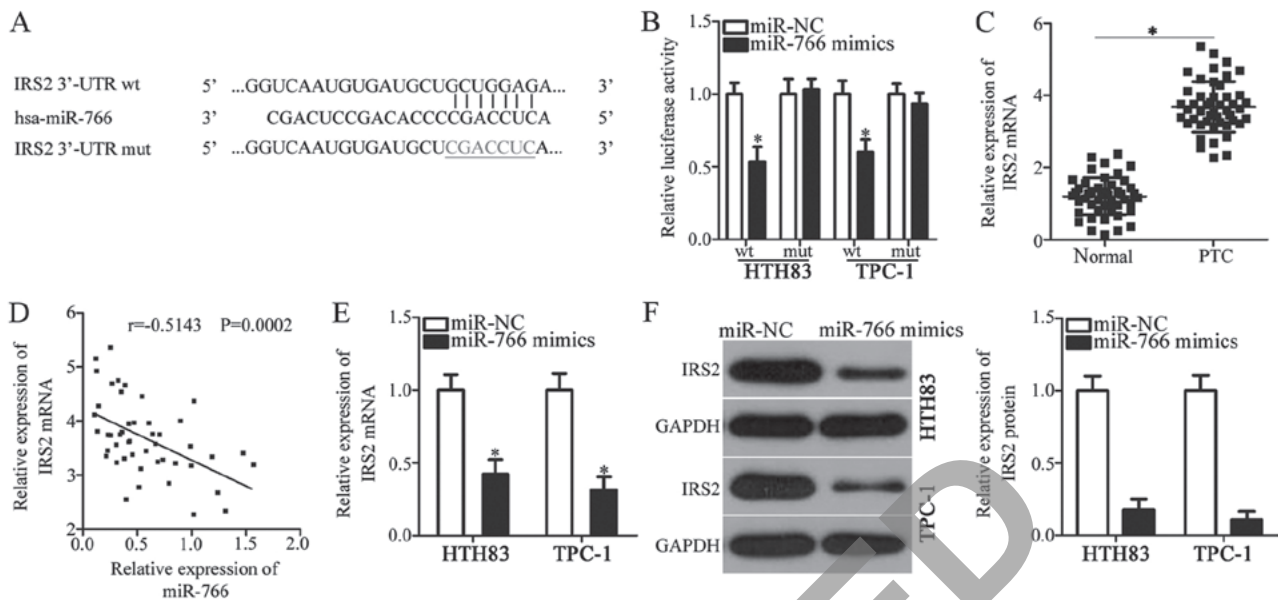 A
IRS2 3'-UTR wt 5' ...GGUCAAUGUGAUGCUGCUGGAGA... 3'
hsa-miR-766 3' CGACUCCGACACCCCGACCUCA 5'
IRS2 3'-UTR mut 5' ...GGUCAAUGUGAUGCUCGACCUCA... 3'
B
Relative luciferase activity
1.5
1.0
0.5
0.0
miR-NC
miR-766 mimics
*
*
wt mut wt mut
HTH83 TPC-1
C
Relative expression of
IRS2 mRNA
6
4
2
0
*
Normal PTC
D
Relative expression of
IRS2 mRNA
6
5
4
3
2
r=-0.5143 P=0.0002
0.0 0.5 1.0 1.5 2.0
Relative expression of
miR-766
E
Relative expression of
IRS2 mRNA
1.5
1.0
0.5
0.0
miR-NC
miR-766 mimics
*
*
HTH83 TPC-1
F
miR-NC miR-766 mimics
IRS2
GAPDH
HTH83
IRS2
GAPDH
TPC-1
Relative expression of
IRS2 protein
1.5
1.0
0.5
0.0
miR-NC
miR-766 mimics
HTH83 TPC-1